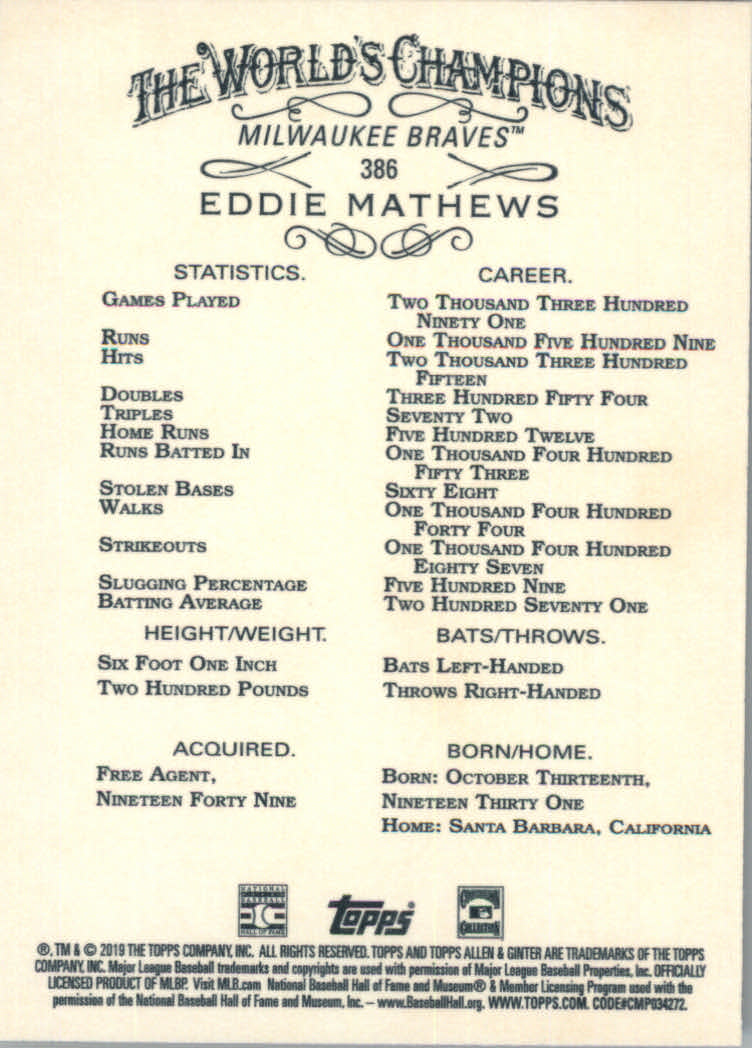 THE WORLD'S CHAMPIONS
MILWAUKEE BRAVES™
386
EDDIE MATHEWS
STATISTICS. CAREER.
GAMES PLAYED TWO THOUSAND THREE HUNDRED
NINETY ONE
RUNS ONE THOUSAND FIVE HUNDRED NINE
HITS TWO THOUSAND THREE HUNDRED
FIFTEEN
DOUBLES THREE HUNDRED FIFTY FOUR
TRIPLES SEVENTY TWO
HOME RUNS FIVE HUNDRED TWELVE
RUNS BATTED IN ONE THOUSAND FOUR HUNDRED
FIFTY THREE
STOLEN BASES SIXTY EIGHT
WALKS ONE THOUSAND FOUR HUNDRED
FORTY FOUR
STRIKEOUTS ONE THOUSAND FOUR HUNDRED
EIGHTY SEVEN
SLUGGING PERCENTAGE FIVE HUNDRED NINE
BATTING AVERAGE TWO HUNDRED SEVENTY ONE
HEIGHT/WEIGHT. BATS/THROWS.
SIX FOOT ONE INCH BATS LEFT-HANDED
TWO HUNDRED POUNDS THROWS RIGHT-HANDED
ACQUIRED. BORN/HOME.
FREE AGENT, BORN: OCTOBER THIRTEENTH,
NINETEEN FORTY NINE NINETEEN THIRTY ONE
HOME: SANTA BARBARA, CALIFORNIA
NATIONAL
BASEBALL
HALL OF FAME
topps
COOPERSTOWN
COLLECTION
®, TM & © 2019 THE TOPPS COMPANY, INC. ALL RIGHTS RESERVED. TOPPS AND TOPPS ALLEN & GINTER ARE TRADEMARKS OF THE TOPPS
COMPANY, INC. Major League Baseball trademarks and copyrights are used with permission of Major League Baseball Properties, Inc. OFFICIALLY
LICENSED PRODUCT OF MLBP. Visit MLB.com National Baseball Hall of Fame and Museum® & Member Licensing Program used with the
permission of the National Baseball Hall of Fame and Museum, Inc. – www.BaseballHall.org. WWW.TOPPS.COM. CODE#CMP034272.